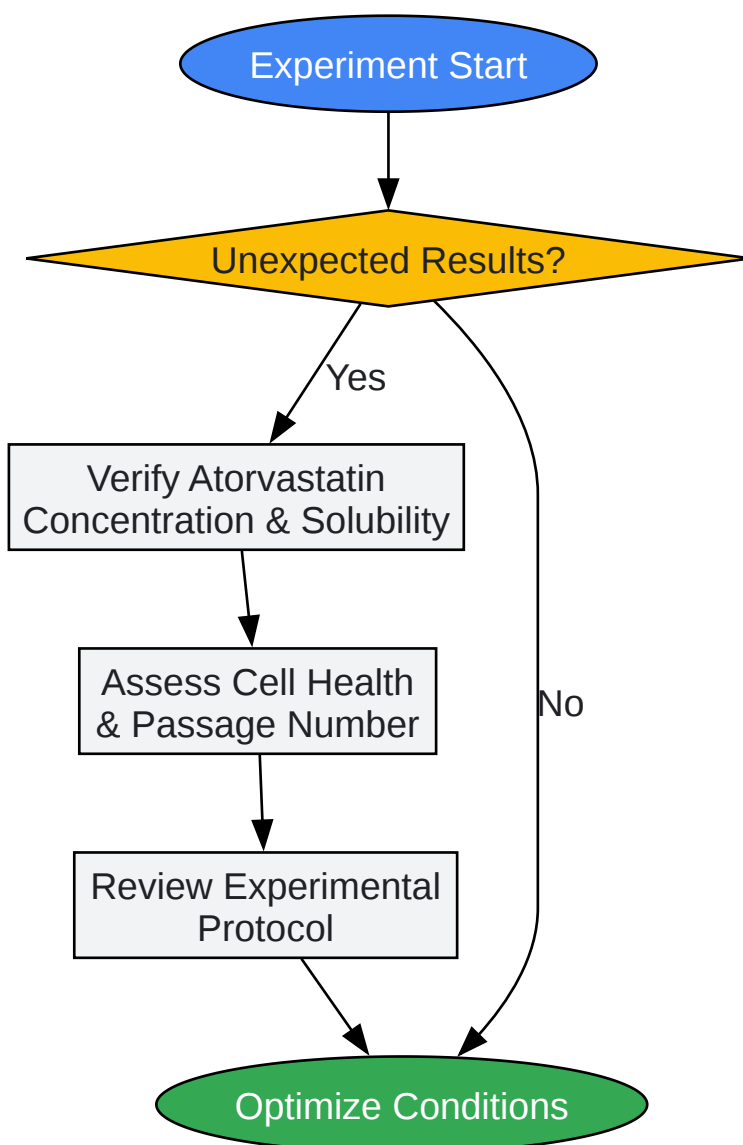 Experiment Start
Unexpected Results?
Yes
Verify Atorvastatin
Concentration & Solubility
Assess Cell Health
& Passage Number
No
Review Experimental
Protocol
Optimize Conditions